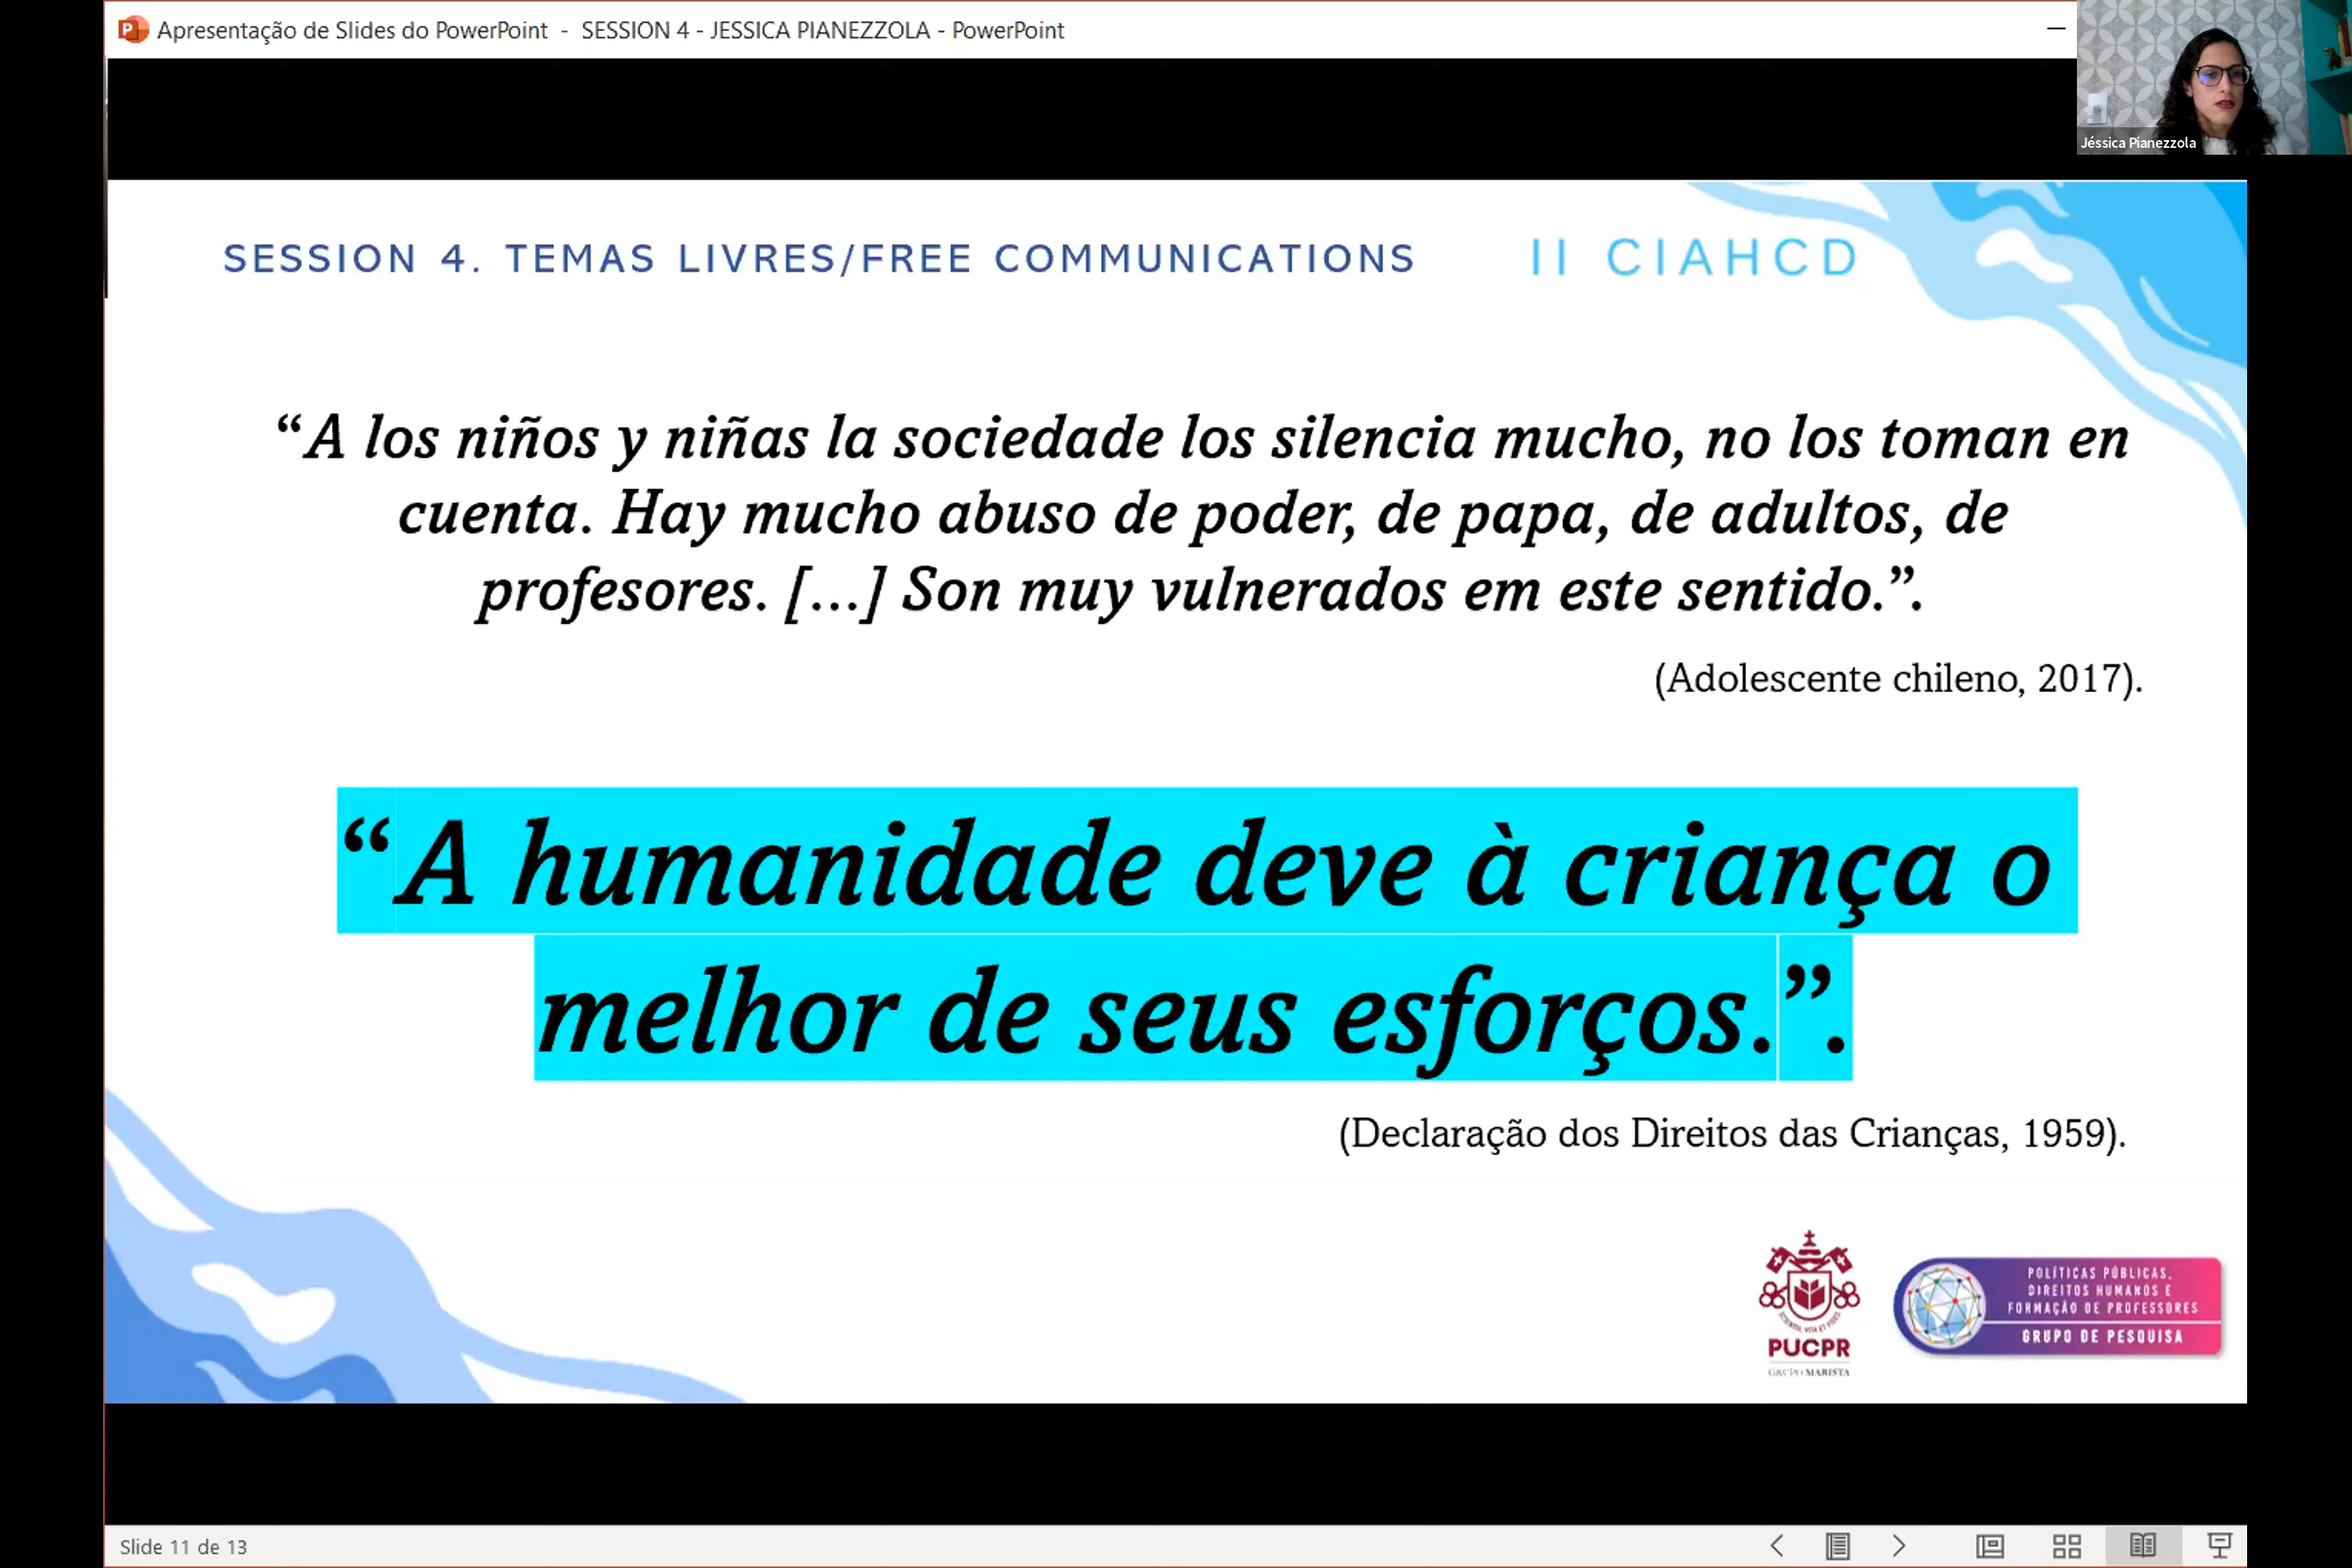 Apresentação de Slides do PowerPoint - SESSION 4 - JESSICA PIANEZZOLA - PowerPoint
Jéssica Pianezzola
SESSION 4. TEMAS LIVRES/FREE COMMUNICATIONS
II CIAHCD
“A los niños y niñas la sociedade los silencia mucho, no los toman en
cuenta. Hay mucho abuso de poder, de papa, de adultos, de
profesores. [...] Son muy vulnerados em este sentido.”.
(Adolescente chileno, 2017).
“A humanidade deve à criança o
melhor de seus esforços.”.
(Declaração dos Direitos das Crianças, 1959).
PUCPR
GRUPO MARISTA
POLÍTICAS PÚBLICAS,
DIREITOS HUMANOS E
FORMAÇÃO DE PROFESSORES
GRUPO DE PESQUISA
Slide 11 de 13